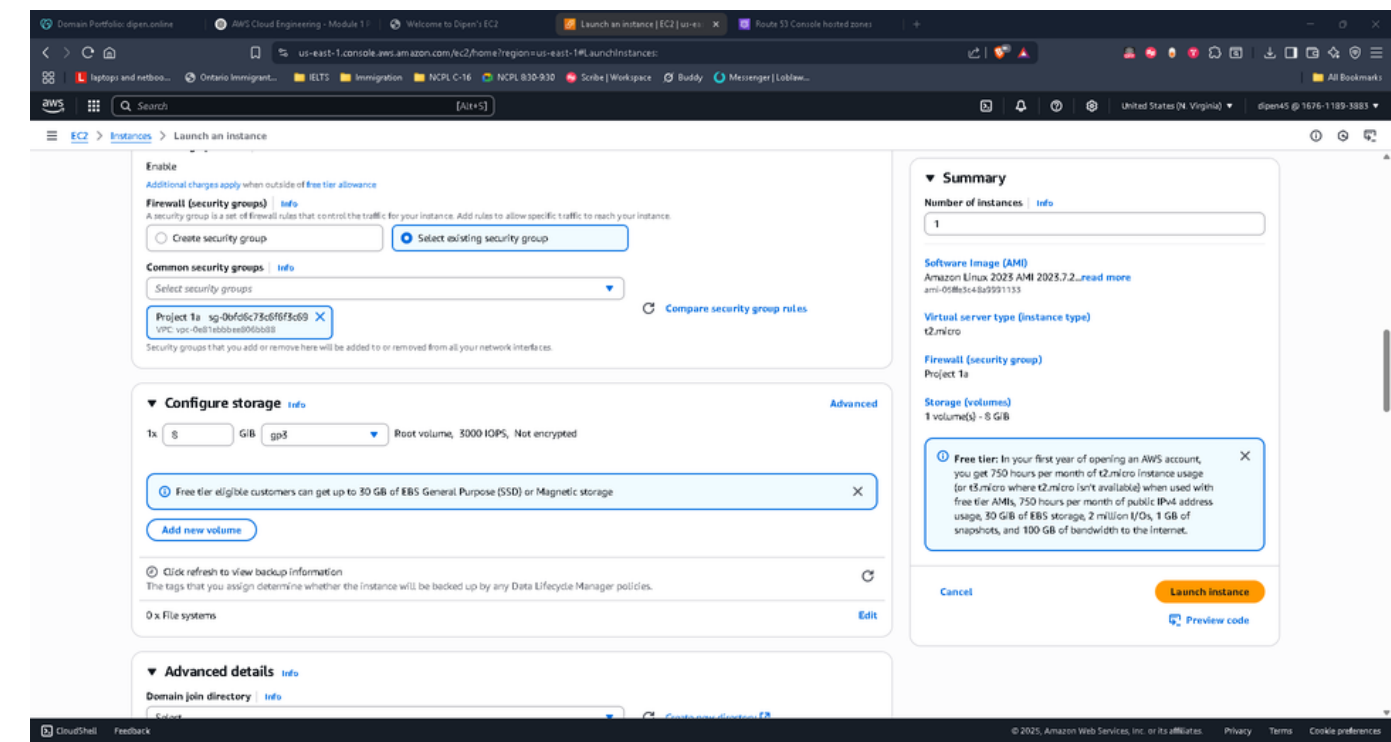 Domain Portfolio: dipen.online
AWS Cloud Engineering - Module 1 P
Welcome to Dipen's EC2
Launch an instance | EC2 | us-eas
Route 53 Console hosted zones
us-east-1.console.aws.amazon.com/ec2/home?region=us-east-1#LaunchInstances:
laptops and netboo...
Ontario Immigrant...
IELTS
Immigration
NCPL C-16
NCPL 830-930
Scribe | Workspace
Buddy
Messenger | Loblaw...
All Bookmarks
aws
Search
[Alt+S]
United States (N. Virginia)
dipen45 @ 1676-1189-3883
EC2 > Instances > Launch an instance
Enable
Additional charges apply when outside of free tier allowance
Firewall (security groups) Info
A security group is a set of firewall rules that control the traffic for your instance. Add rules to allow specific traffic to reach your instance.
Create security group
Select existing security group
Common security groups Info
Select security groups
Compare security group rules
Project 1a
Security groups that you add or remove here will be added to or removed from all your network interfaces.
Configure storage Info
Advanced
1x 8 GiB gp3 Root volume, 3000 IOPS, Not encrypted
Free tier eligible customers can get up to 30 GB of EBS General Purpose (SSD) or Magnetic storage
Add new volume
Click refresh to view backup information
The tags that you assign determine whether the instance will be backed up by any Data Lifecycle Manager policies.
0 x File systems
Edit
Advanced details Info
Domain join directory Info
Select
Create new directory
Summary
Number of instances Info
1
Software Image (AMI)
Amazon Linux 2023 AMI 2023.7.2...read more
Virtual server type (instance type)
t2.micro
Firewall (security group)
Project 1a
Storage (volumes)
1 volume(s) - 8 GiB
Free tier: In your first year of opening an AWS account,
you get 750 hours per month of t2.micro instance usage
(or t3.micro where t2.micro isn't available) when used with
free tier AMIs, 750 hours per month of public IPv4 address
usage, 30 GiB of EBS storage, 2 million I/Os, 1 GB of
snapshots, and 100 GB of bandwidth to the internet.
Cancel
Launch instance
Preview code
CloudShell
Feedback
© 2025, Amazon Web Services, Inc. or its affiliates.
Privacy
Terms
Cookie preferences